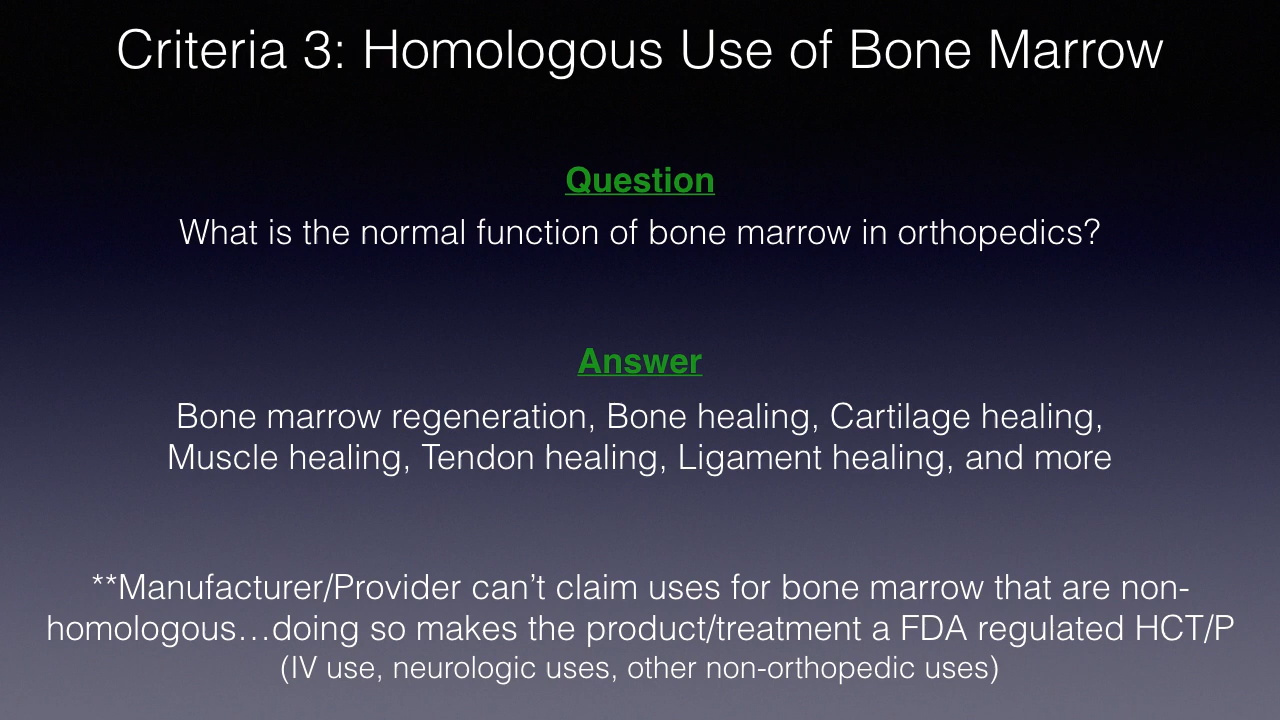 Criteria 3: Homologous Use of Bone Marrow
Question
What is the normal function of bone marrow in orthopedics?
Answer
Bone marrow regeneration, Bone healing, Cartilage healing,
Muscle healing, Tendon healing, Ligament healing, and more
**Manufacturer/Provider can’t claim uses for bone marrow that are non-
homologous…doing so makes the product/treatment a FDA regulated HCT/P
(IV use, neurologic uses, other non-orthopedic uses)